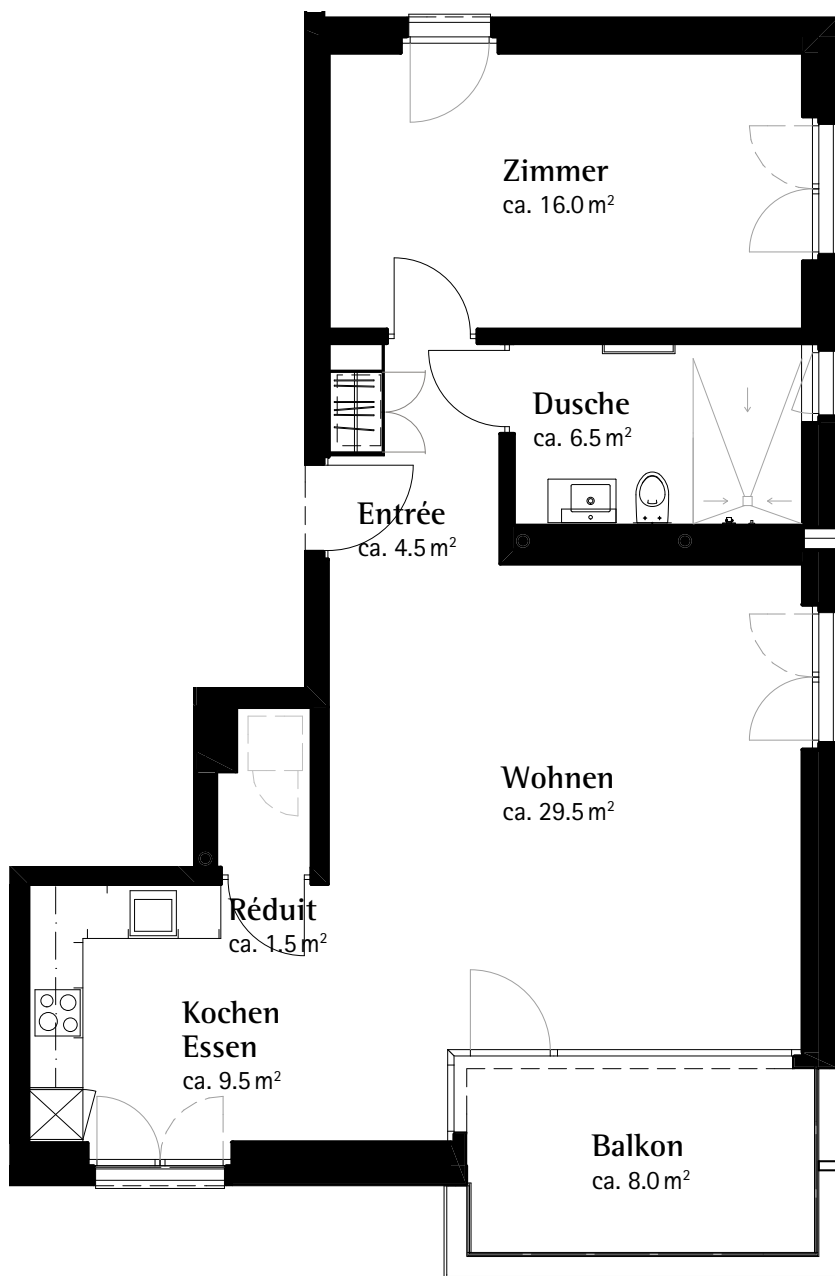 Zimmer
ca. 16.0 m²
Dusche
ca. 6.5 m²
Entrée
ca. 4.5 m²
Wohnen
ca. 29.5 m²
Réduit
ca. 1.5 m²
Kochen
Essen
ca. 9.5 m²
Balkon
ca. 8.0 m²